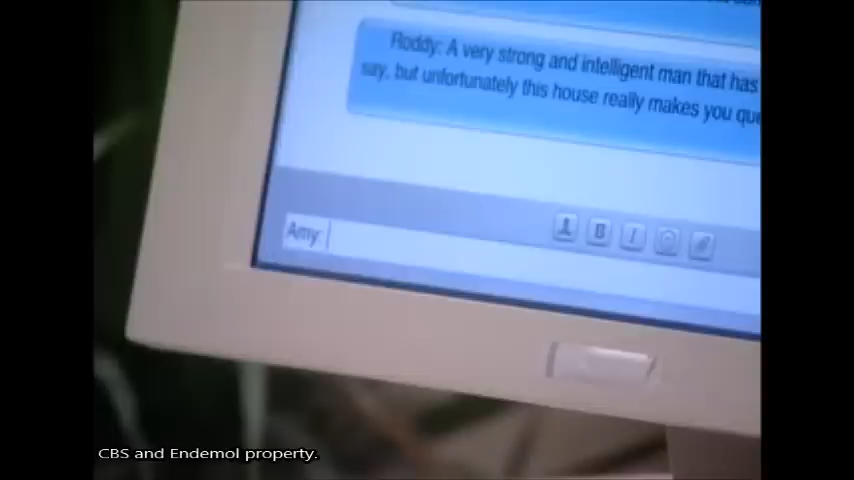 Roddy: A very strong and intelligent man that has
say, but unfortunately this house really makes you que
Amy:
B
I
CBS and Endemol property.